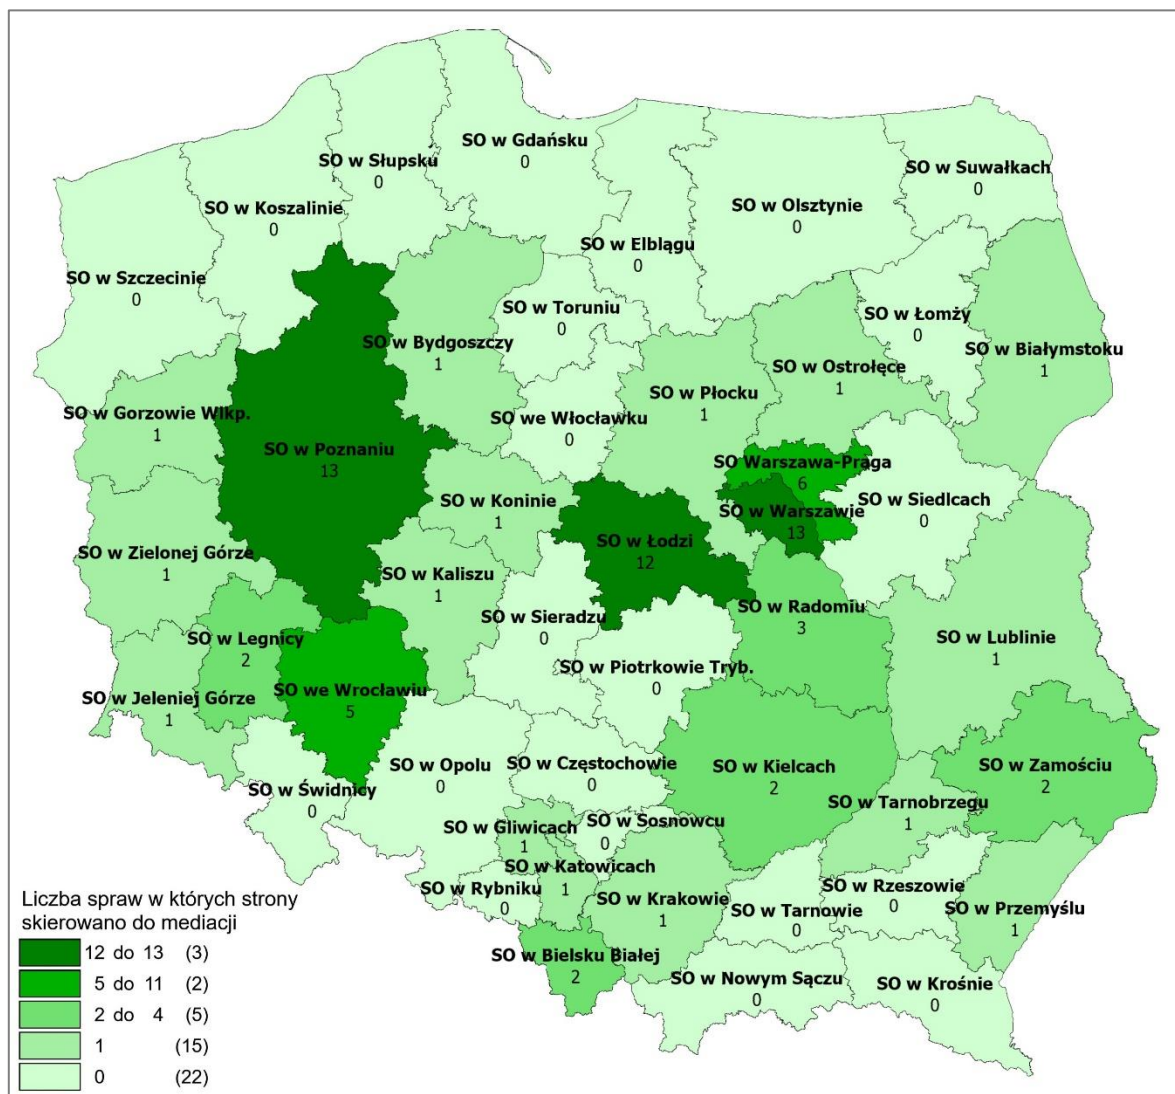 SO w Gdańsku
0
SO w Słupsku
0
SO w Suwałkach
0
SO w Koszalinie
0
SO w Olsztynie
0
SO w Elblągu
0
SO w Szczecinie
0
SO w Toruniu
0
SO w Łomży
0
SO w Bydgoszczy
1
SO w Białymstoku
1
SO w Ostrołęce
1
SO w Płocku
1
SO w Gorzowie Wlkp.
1
SO we Włocławku
0
SO w Poznaniu
13
SO Warszawa-Praga
6
SO w Siedlcach
0
SO w Koninie
1
SO w Warszawie
13
SO w Łodzi
12
SO w Zielonej Górze
1
SO w Kaliszu
1
SO w Radomiu
3
SO w Sieradzu
0
SO w Legnicy
2
SO w Lublinie
1
SO w Piotrkowie Tryb.
0
SO we Wrocławiu
5
SO w Jeleniej Górze
1
SO w Opolu
0
SO w Częstochowie
0
SO w Kielcach
2
SO w Zamościu
2
SO w Świdnicy
0
SO w Tarnobrzegu
1
SO w Gliwicach
1
SO w Sosnowcu
0
SO w Katowicach
1
SO w Rybniku
0
SO w Krakowie
1
SO w Tarnowie
0
SO w Rzeszowie
0
SO w Przemyślu
1
SO w Bielsku Białej
2
SO w Nowym Sączu
0
SO w Krośnie
0
Liczba spraw w których strony
skierowano do mediacji
12 do 13 (3)
5 do 11 (2)
2 do 4 (5)
1 (15)
0 (22)